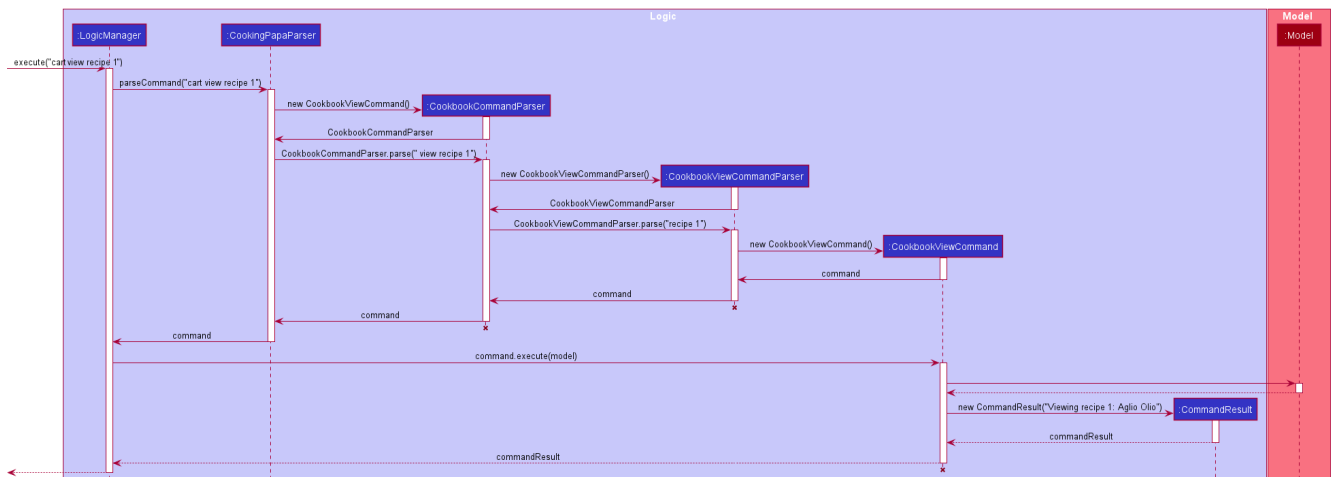 Logic
Model
:LogicManager
:CookingPapaParser
:Model
execute("cart view recipe 1")
parseCommand("cart view recipe 1")
new CookbookViewCommand()
:CookbookCommandParser
CookbookCommandParser
CookbookCommandParser.parse(" view recipe 1")
new CookbookViewCommandParser()
:CookbookViewCommandParser
CookbookViewCommandParser
CookbookViewCommandParser.parse("recipe 1")
new CookbookViewCommand()
:CookbookViewCommand
command
command
command
command
command.execute(model)
new CommandResult("Viewing recipe 1: Aglio Olio")
:CommandResult
commandResult
commandResult